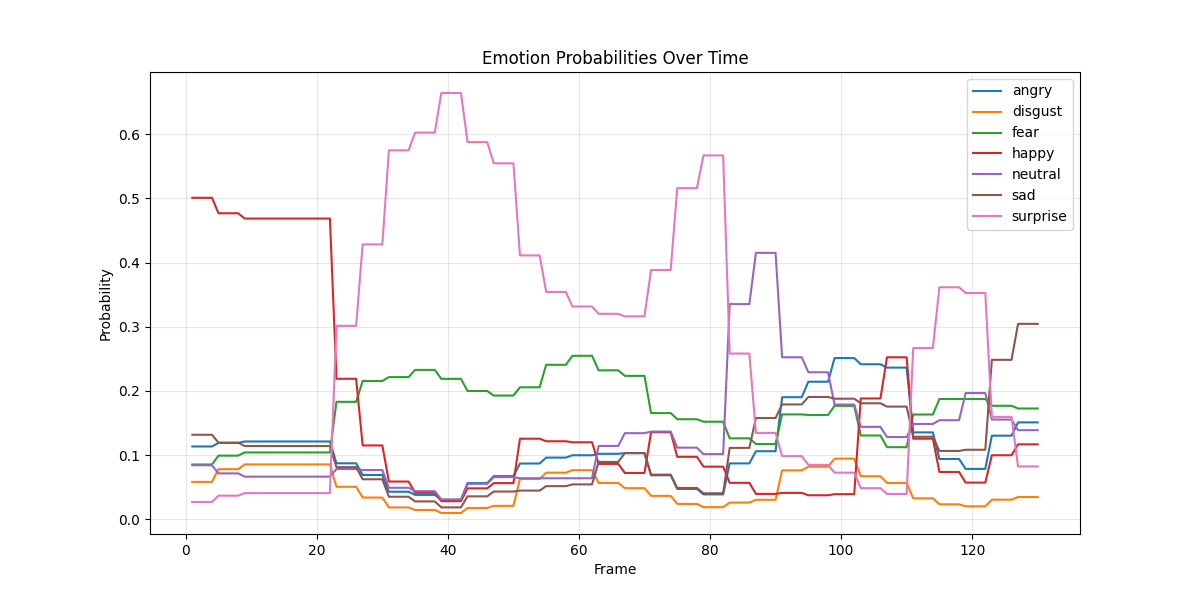 Emotion Probabilities Over Time
angry
disgust
fear
happy
neutral
sad
surprise
Probability
0.6
0.5
0.4
0.3
0.2
0.1
0.0
0 20 40 60 80 100 120
Frame